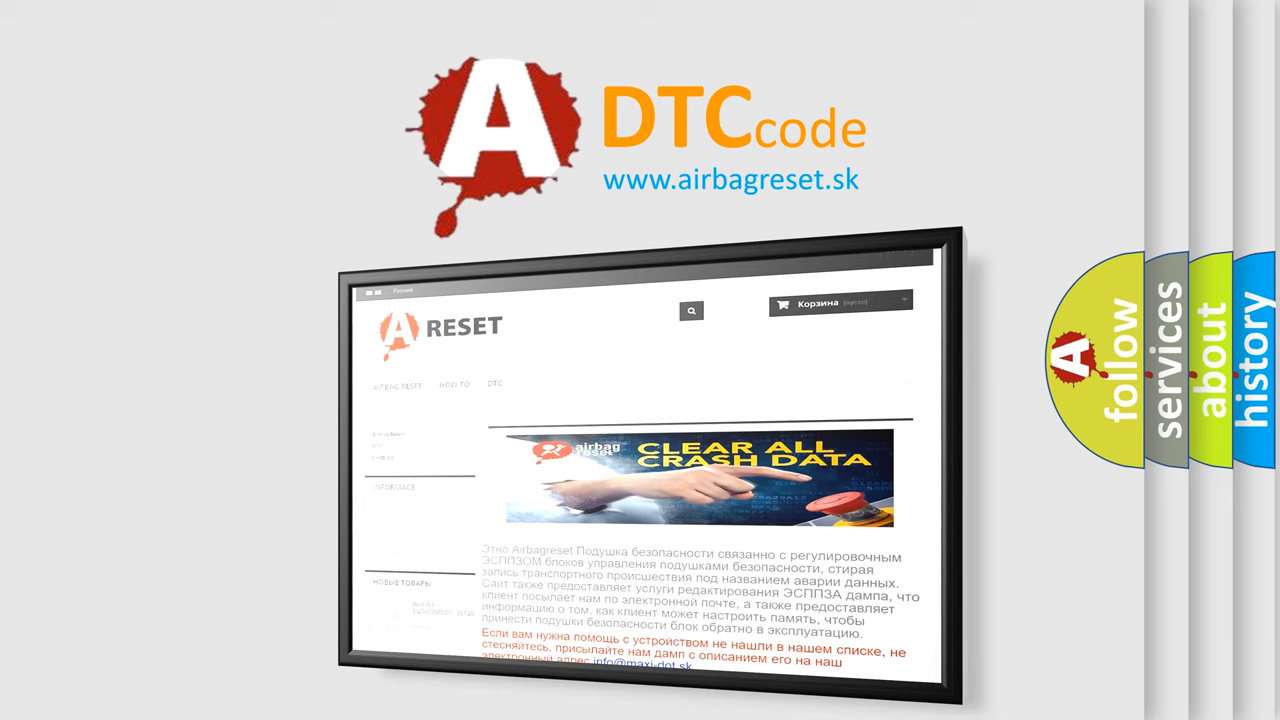 A
DTC code
www.airbagreset.sk
Русский
Корзина (пусто)
A RESET
AIRBAG RESET HOW TO DTC
Airbag Reset
INFORMACE
НОВЫЕ ТОВАРЫ
airbag
reset
CLEAR ALL
CRASH DATA
Этно Airbagreset Подушка безопасности связанно с регулировочным
ЭСППЗОМ блоков управления подушками безопасности, стирая
запись транспортного происшествия под названием аварии данных.
Сайт также предоставляет услуги редактирования ЭСППЗА дампа, что
клиент посылает нам по электронной почте, а также предоставляет
информацию о том, как клиент может настроить память, чтобы
принести подушки безопасности блок обратно в эксплуатацию.
Если вам нужна помощь с устройством не нашли в нашем списке, не
стесняйтесь, присылайте нам дамп с описанием его на наш
электронный адрес info@maxi-dot.sk
A
follow
services
about
history